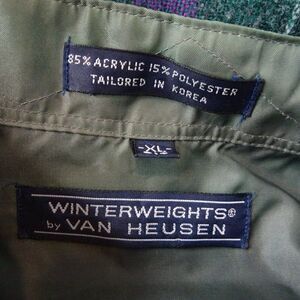 85% ACRYLIC 15% POLYESTER
TAILORED IN KOREA
-XL-
WINTERWEIGHTS®
by VAN HEUSEN